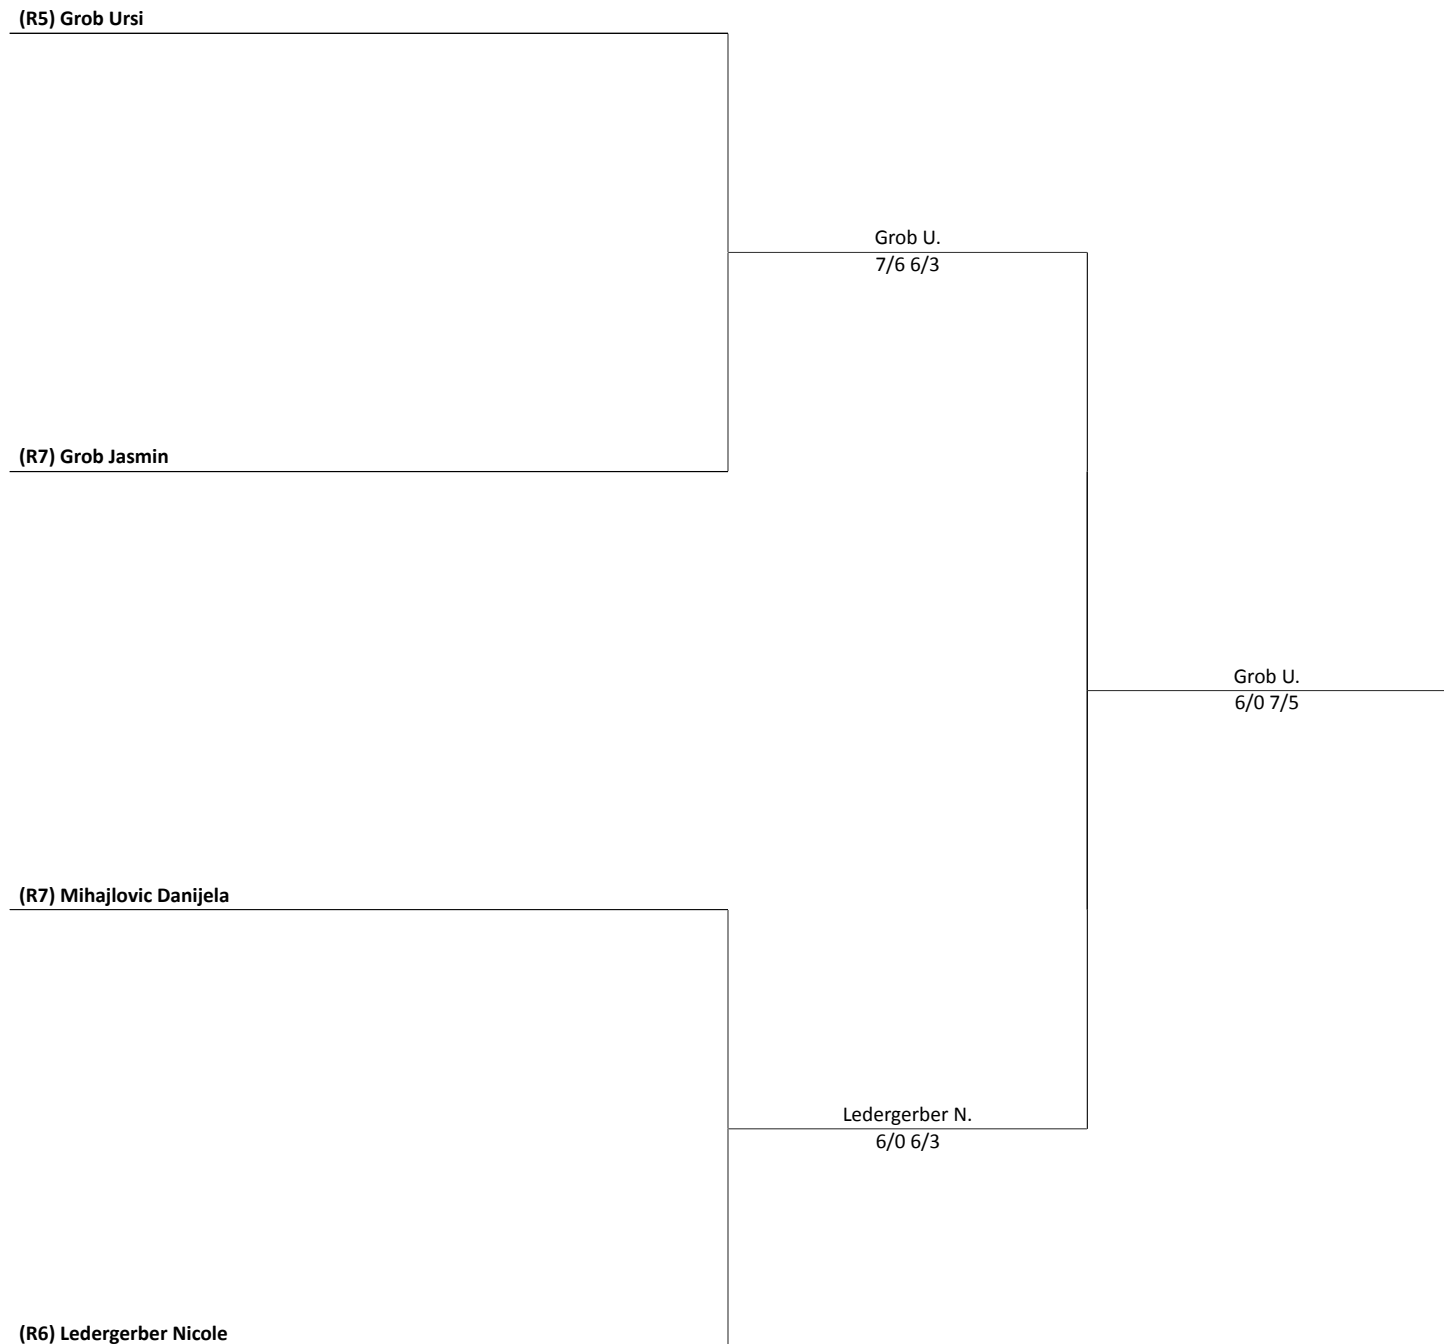 (R5) Grob Ursi
Grob U.
7/6 6/3
(R7) Grob Jasmin
Grob U.
6/0 7/5
(R7) Mihajlovic Danijela
Ledergerber N.
6/0 6/3
(R6) Ledergerber Nicole